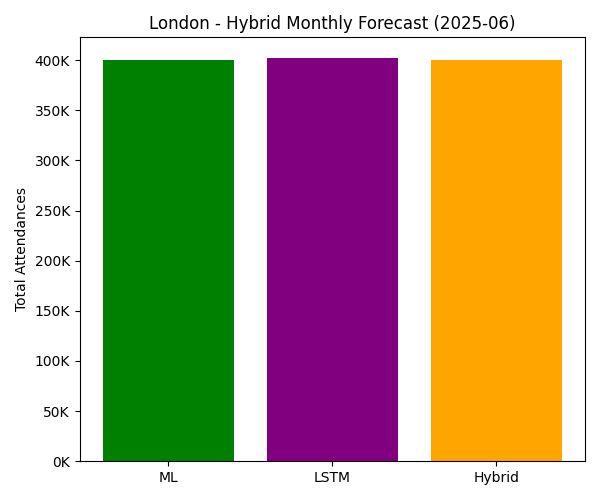 London - Hybrid Monthly Forecast (2025-06)
Total Attendances
400K
350K
300K
250K
200K
150K
100K
50K
0K
ML LSTM Hybrid